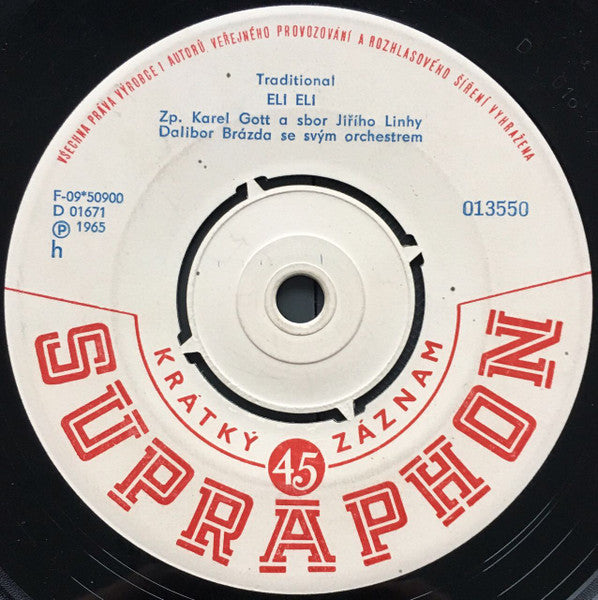 VŠECHNA PRÁVA VÝROBCE I AUTORŮ VEŘEJNÉHO PROVOZOVÁNÍ A ROZHLASOVÉHO ŠÍŘENÍ VYHRAŽENA
Traditional
ELI ELI
Zp. Karel Gott a sbor Jiřího Linhy
Dalibor Brázda se svým orchestrem
F-09*50900
D 01671
Ⓟ 1965
h
013550
KRÁTKÝ 45 ZÁZNAM
SUPRAPHON